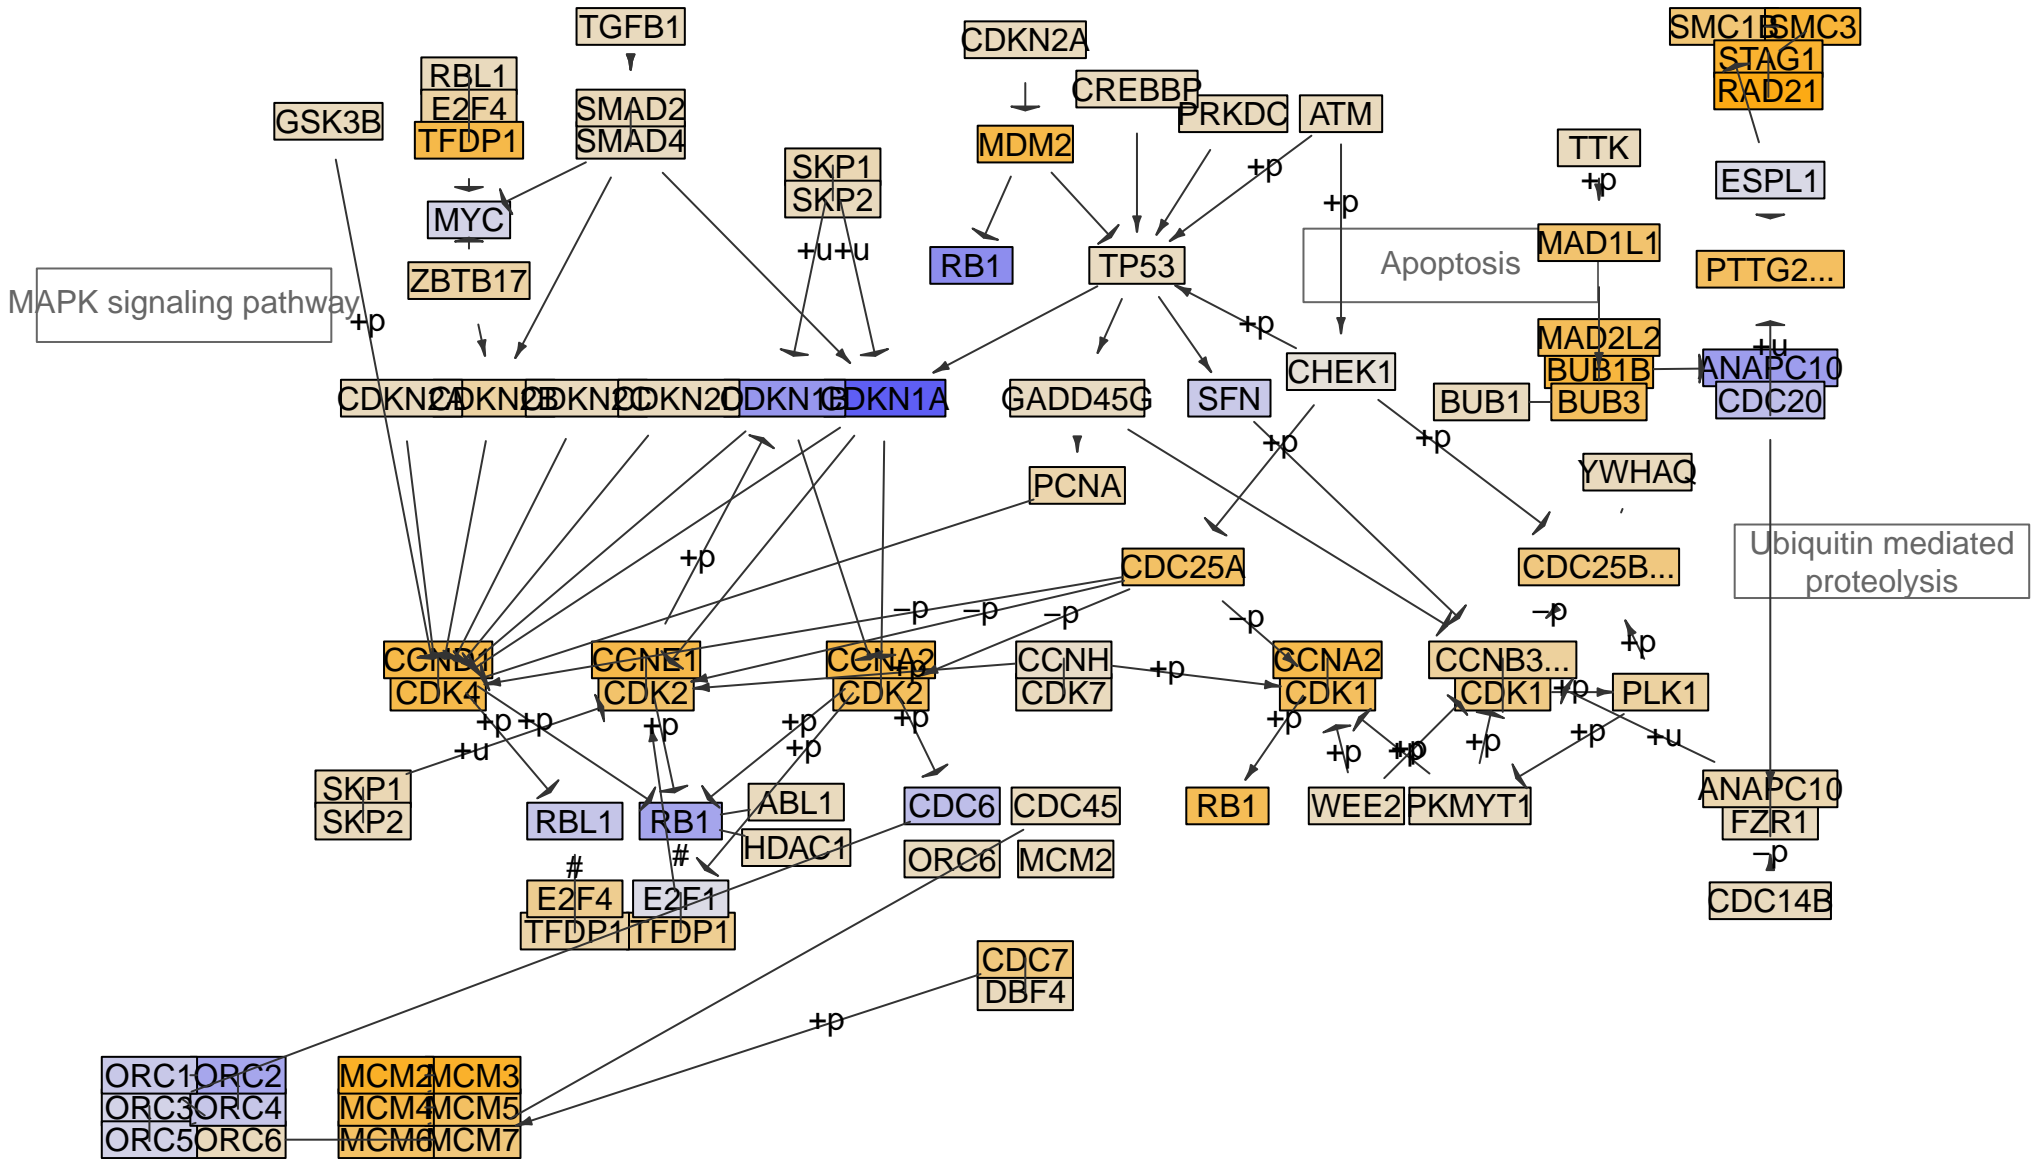 TGFB1
CDKN2A
SMC1B
SMC3
STAG1
RAD21
RBL1
E2F4
TFDP1
GSK3B
SMAD2
SMAD4
CREBBP
PRKDC
ATM
MDM2
TTK
+p
SKP1
SKP2
+p
+p
ESPL1
MYC
ZBTB17
+u
+u
RB1
TP53
Apoptosis
MAD1L1
PTTG2...
MAPK signaling pathway
+p
+p
MAD2L2
BUB1B
BUB3
BUB1
+u
ANAPC10
CDC20
CHEK1
CDKN2A
CDKN2B
CDKN2C
CDKN2D
CDKN1B
CDKN1A
GADD45G
SFN
+p
+p
PCNA
YWHAQ
+p
CDC25A
CDC25B...
Ubiquitin mediated
proteolysis
−p
−p
−p
−p
−p
+p
CCND1
CDK4
CCNE1
CDK2
CCNA2
CDK2
+p
CCNH
CDK7
+p
CCNA2
CDK1
CCNB3...
CDK1
+p
PLK1
+p
+p
+u
+p
+p
+p
+p
+p
+p
+p
+p
+p
+p
+u
SKP1
SKP2
RBL1
RB1
ABL1
HDAC1
CDC6
CDC45
ORC6
MCM2
RB1
WEE2
PKMYT1
ANAPC10
FZR1
−p
CDC14B
#
#
E2F4
TFDP1
E2F1
TFDP1
CDC7
DBF4
+p
ORC1
ORC2
ORC3
ORC4
ORC5
ORC6
MCM2
MCM3
MCM4
MCM5
MCM6
MCM7